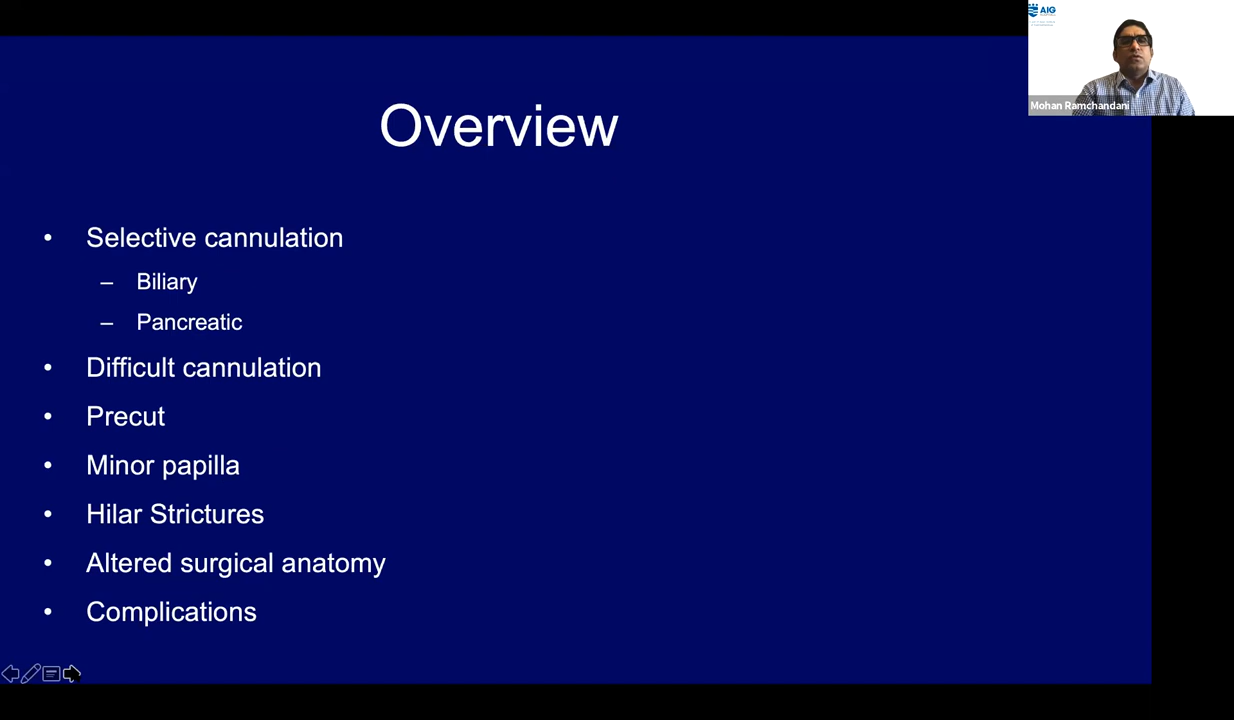 AIG
Mohan Ramchandani
Overview
• Selective cannulation
– Biliary
– Pancreatic
• Difficult cannulation
• Precut
• Minor papilla
• Hilar Strictures
• Altered surgical anatomy
• Complications